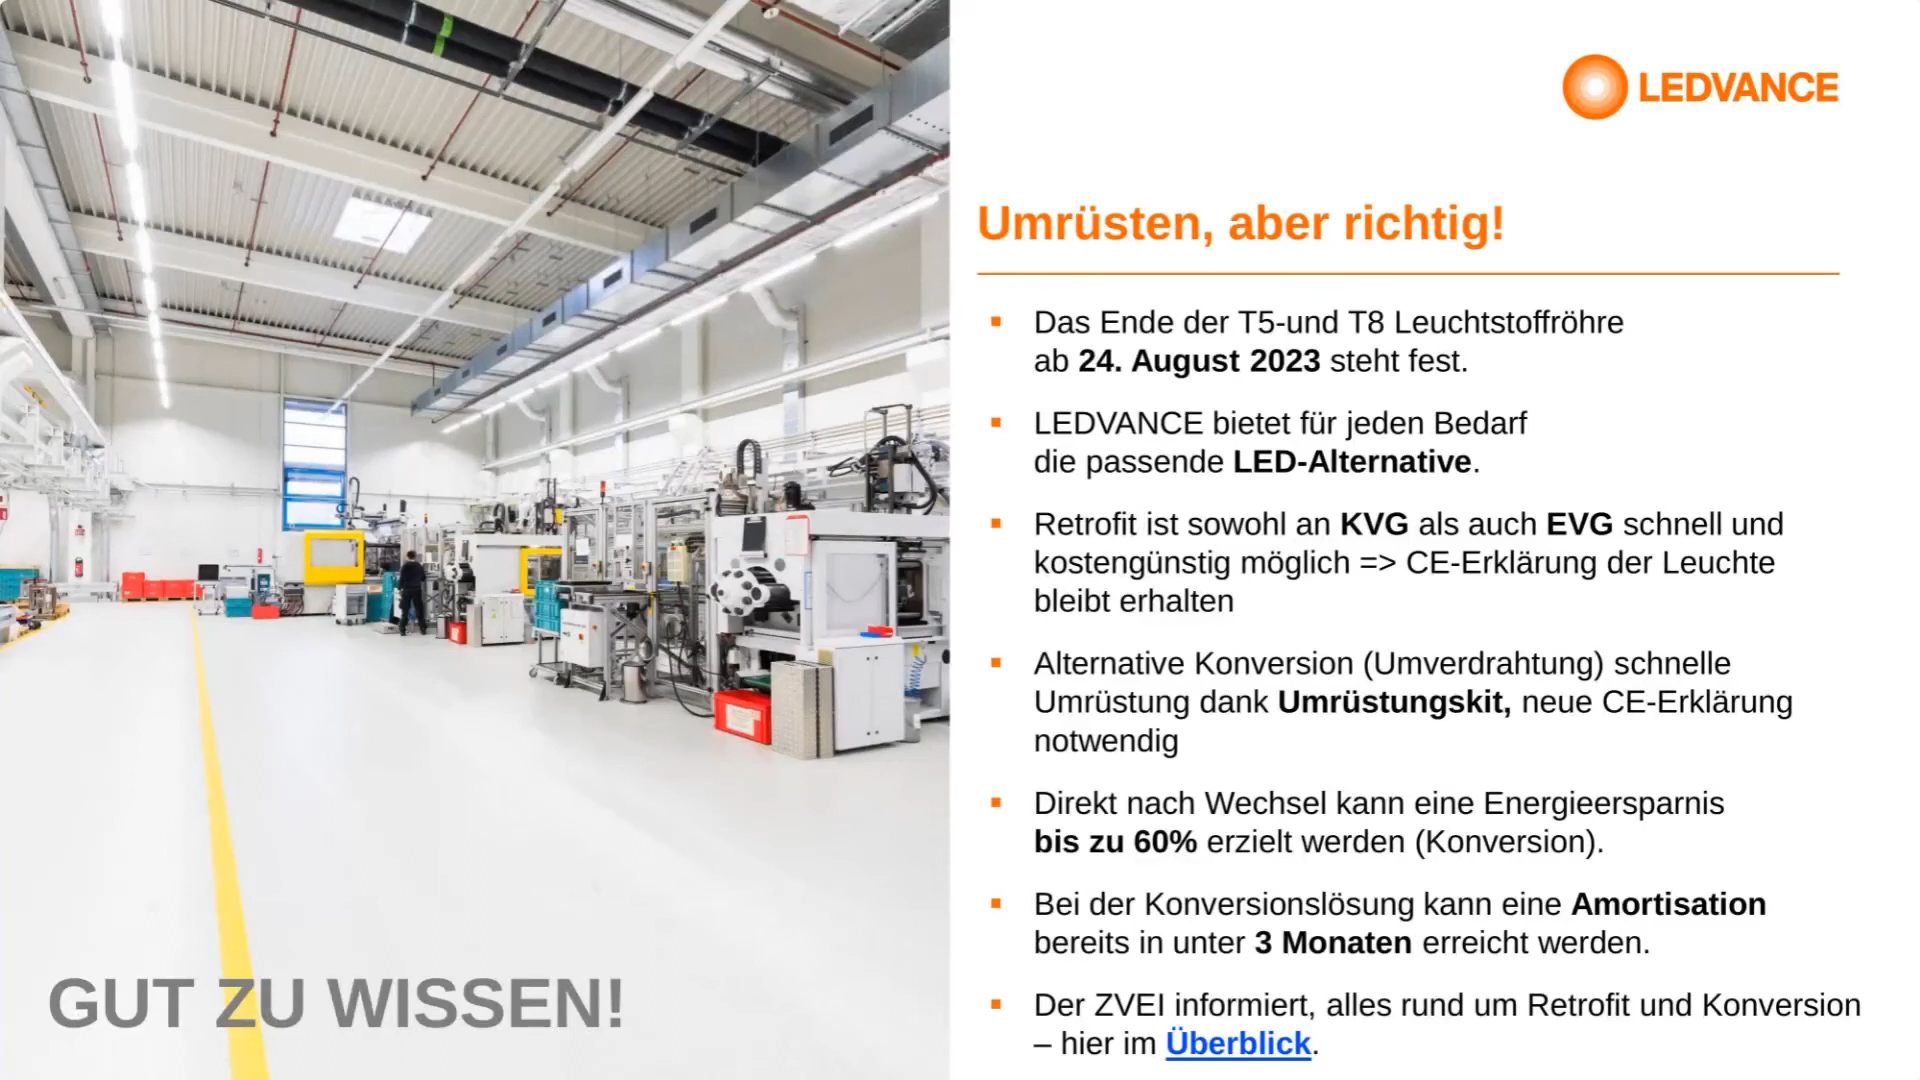 LEDVANCE
Umrüsten, aber richtig!
▪ Das Ende der T5-und T8 Leuchtstoffröhre
ab 24. August 2023 steht fest.
▪ LEDVANCE bietet für jeden Bedarf
die passende LED-Alternative.
▪ Retrofit ist sowohl an KVG als auch EVG schnell und
kostengünstig möglich => CE-Erklärung der Leuchte
bleibt erhalten
▪ Alternative Konversion (Umverdrahtung) schnelle
Umrüstung dank Umrüstungskit, neue CE-Erklärung
notwendig
▪ Direkt nach Wechsel kann eine Energieersparnis
bis zu 60% erzielt werden (Konversion).
▪ Bei der Konversionslösung kann eine Amortisation
bereits in unter 3 Monaten erreicht werden.
▪ Der ZVEI informiert, alles rund um Retrofit und Konversion
– hier im Überblick.
GUT ZU WISSEN!